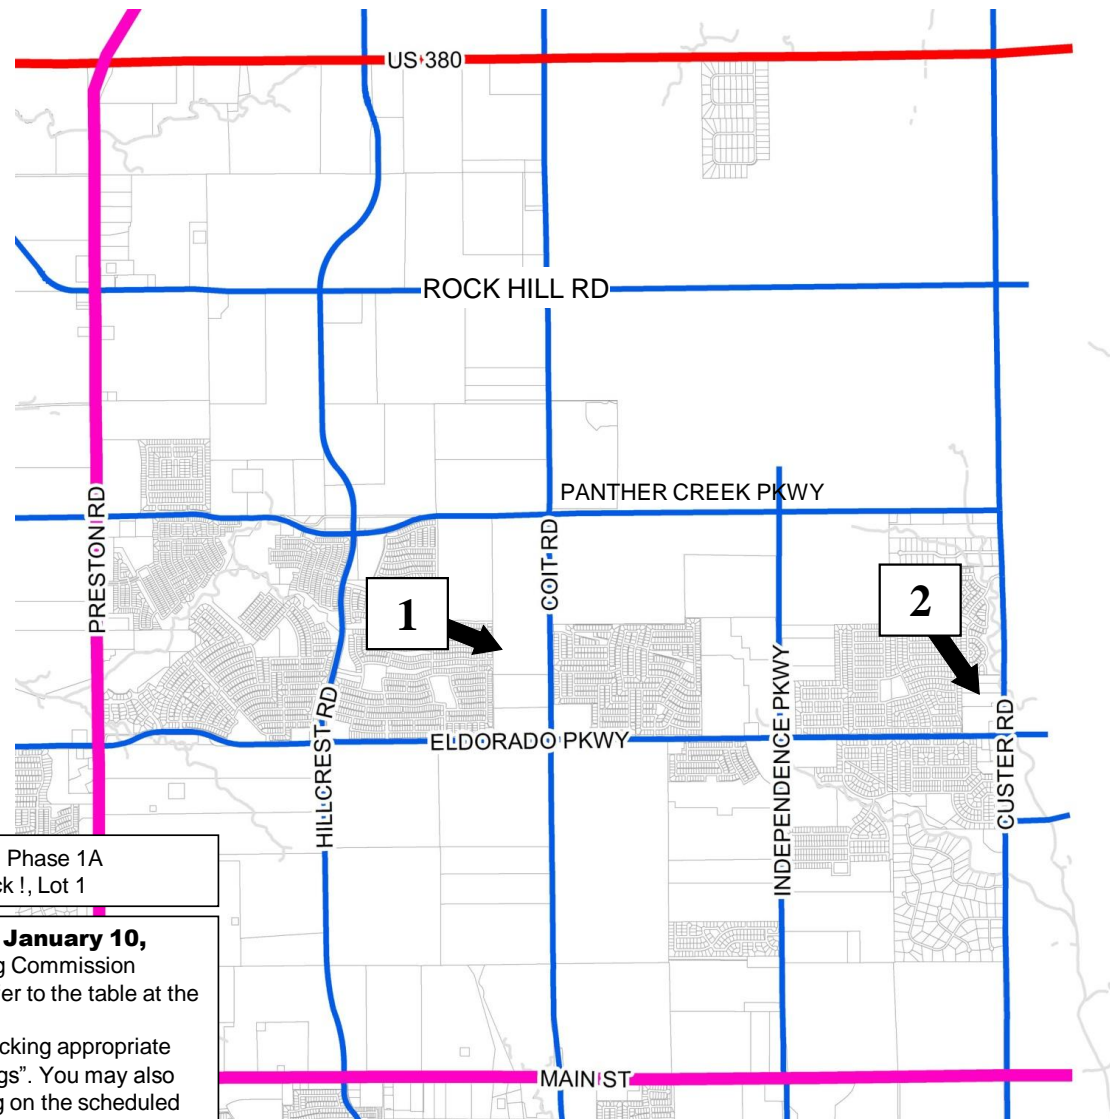 US 380
ROCK HILL RD
PANTHER CREEK PKWY
PRESTON RD
COIT RD
1
2
HILLCREST RD
ELDORADO PKWY
INDEPENDENCE PKWY
CUSTER RD
Phase 1A
ck !, Lot 1
January 10,
g Commission
er to the table at the
cking appropriate
gs”. You may also
g on the scheduled
MAIN ST